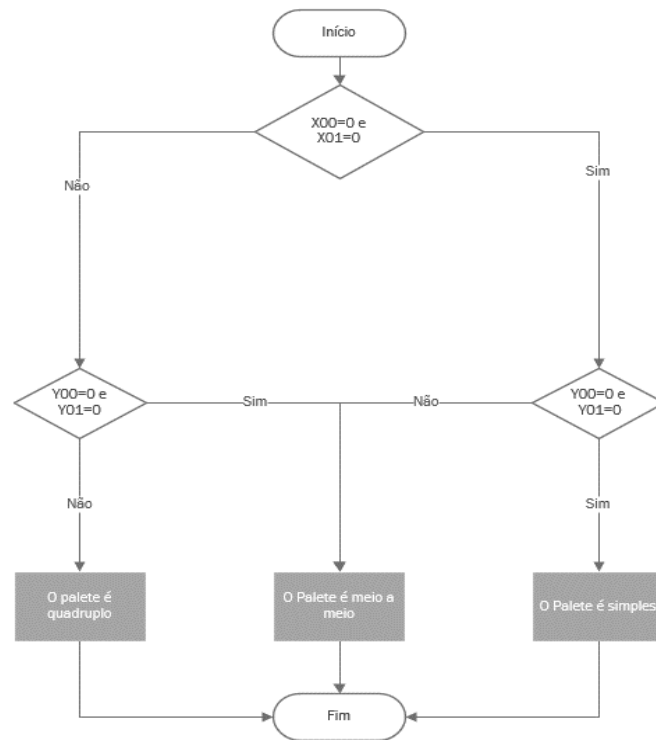 Início
X00=0 e
X01=0
Não
Sim
Y00=0 e
Y01=0
Sim
Não
Y00=0 e
Y01=0
Não
Sim
O palete é
quadruplo
O Palete é meio a
meio
O Palete é simples
Fim